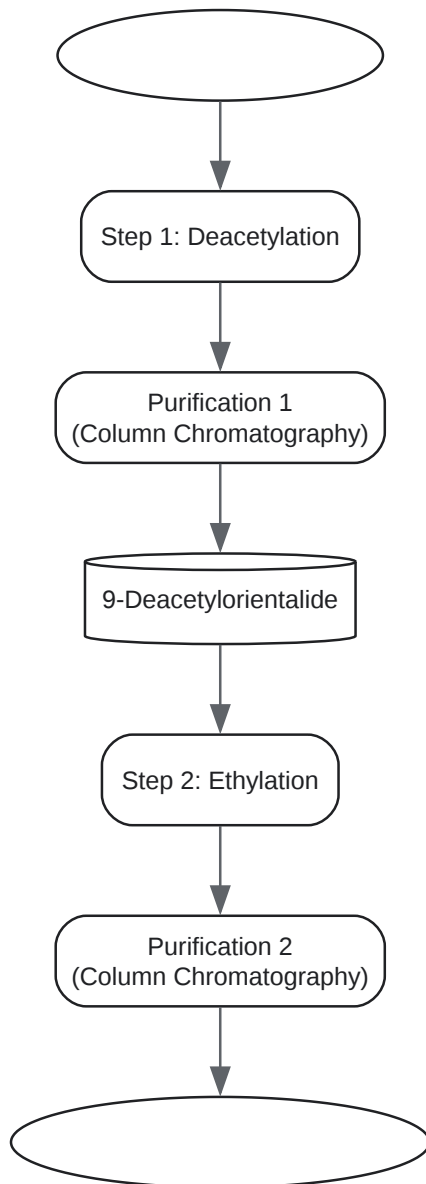 Step 1: Deacetylation
Purification 1
(Column Chromatography)
9-Deacetylorientalide
Step 2: Ethylation
Purification 2
(Column Chromatography)